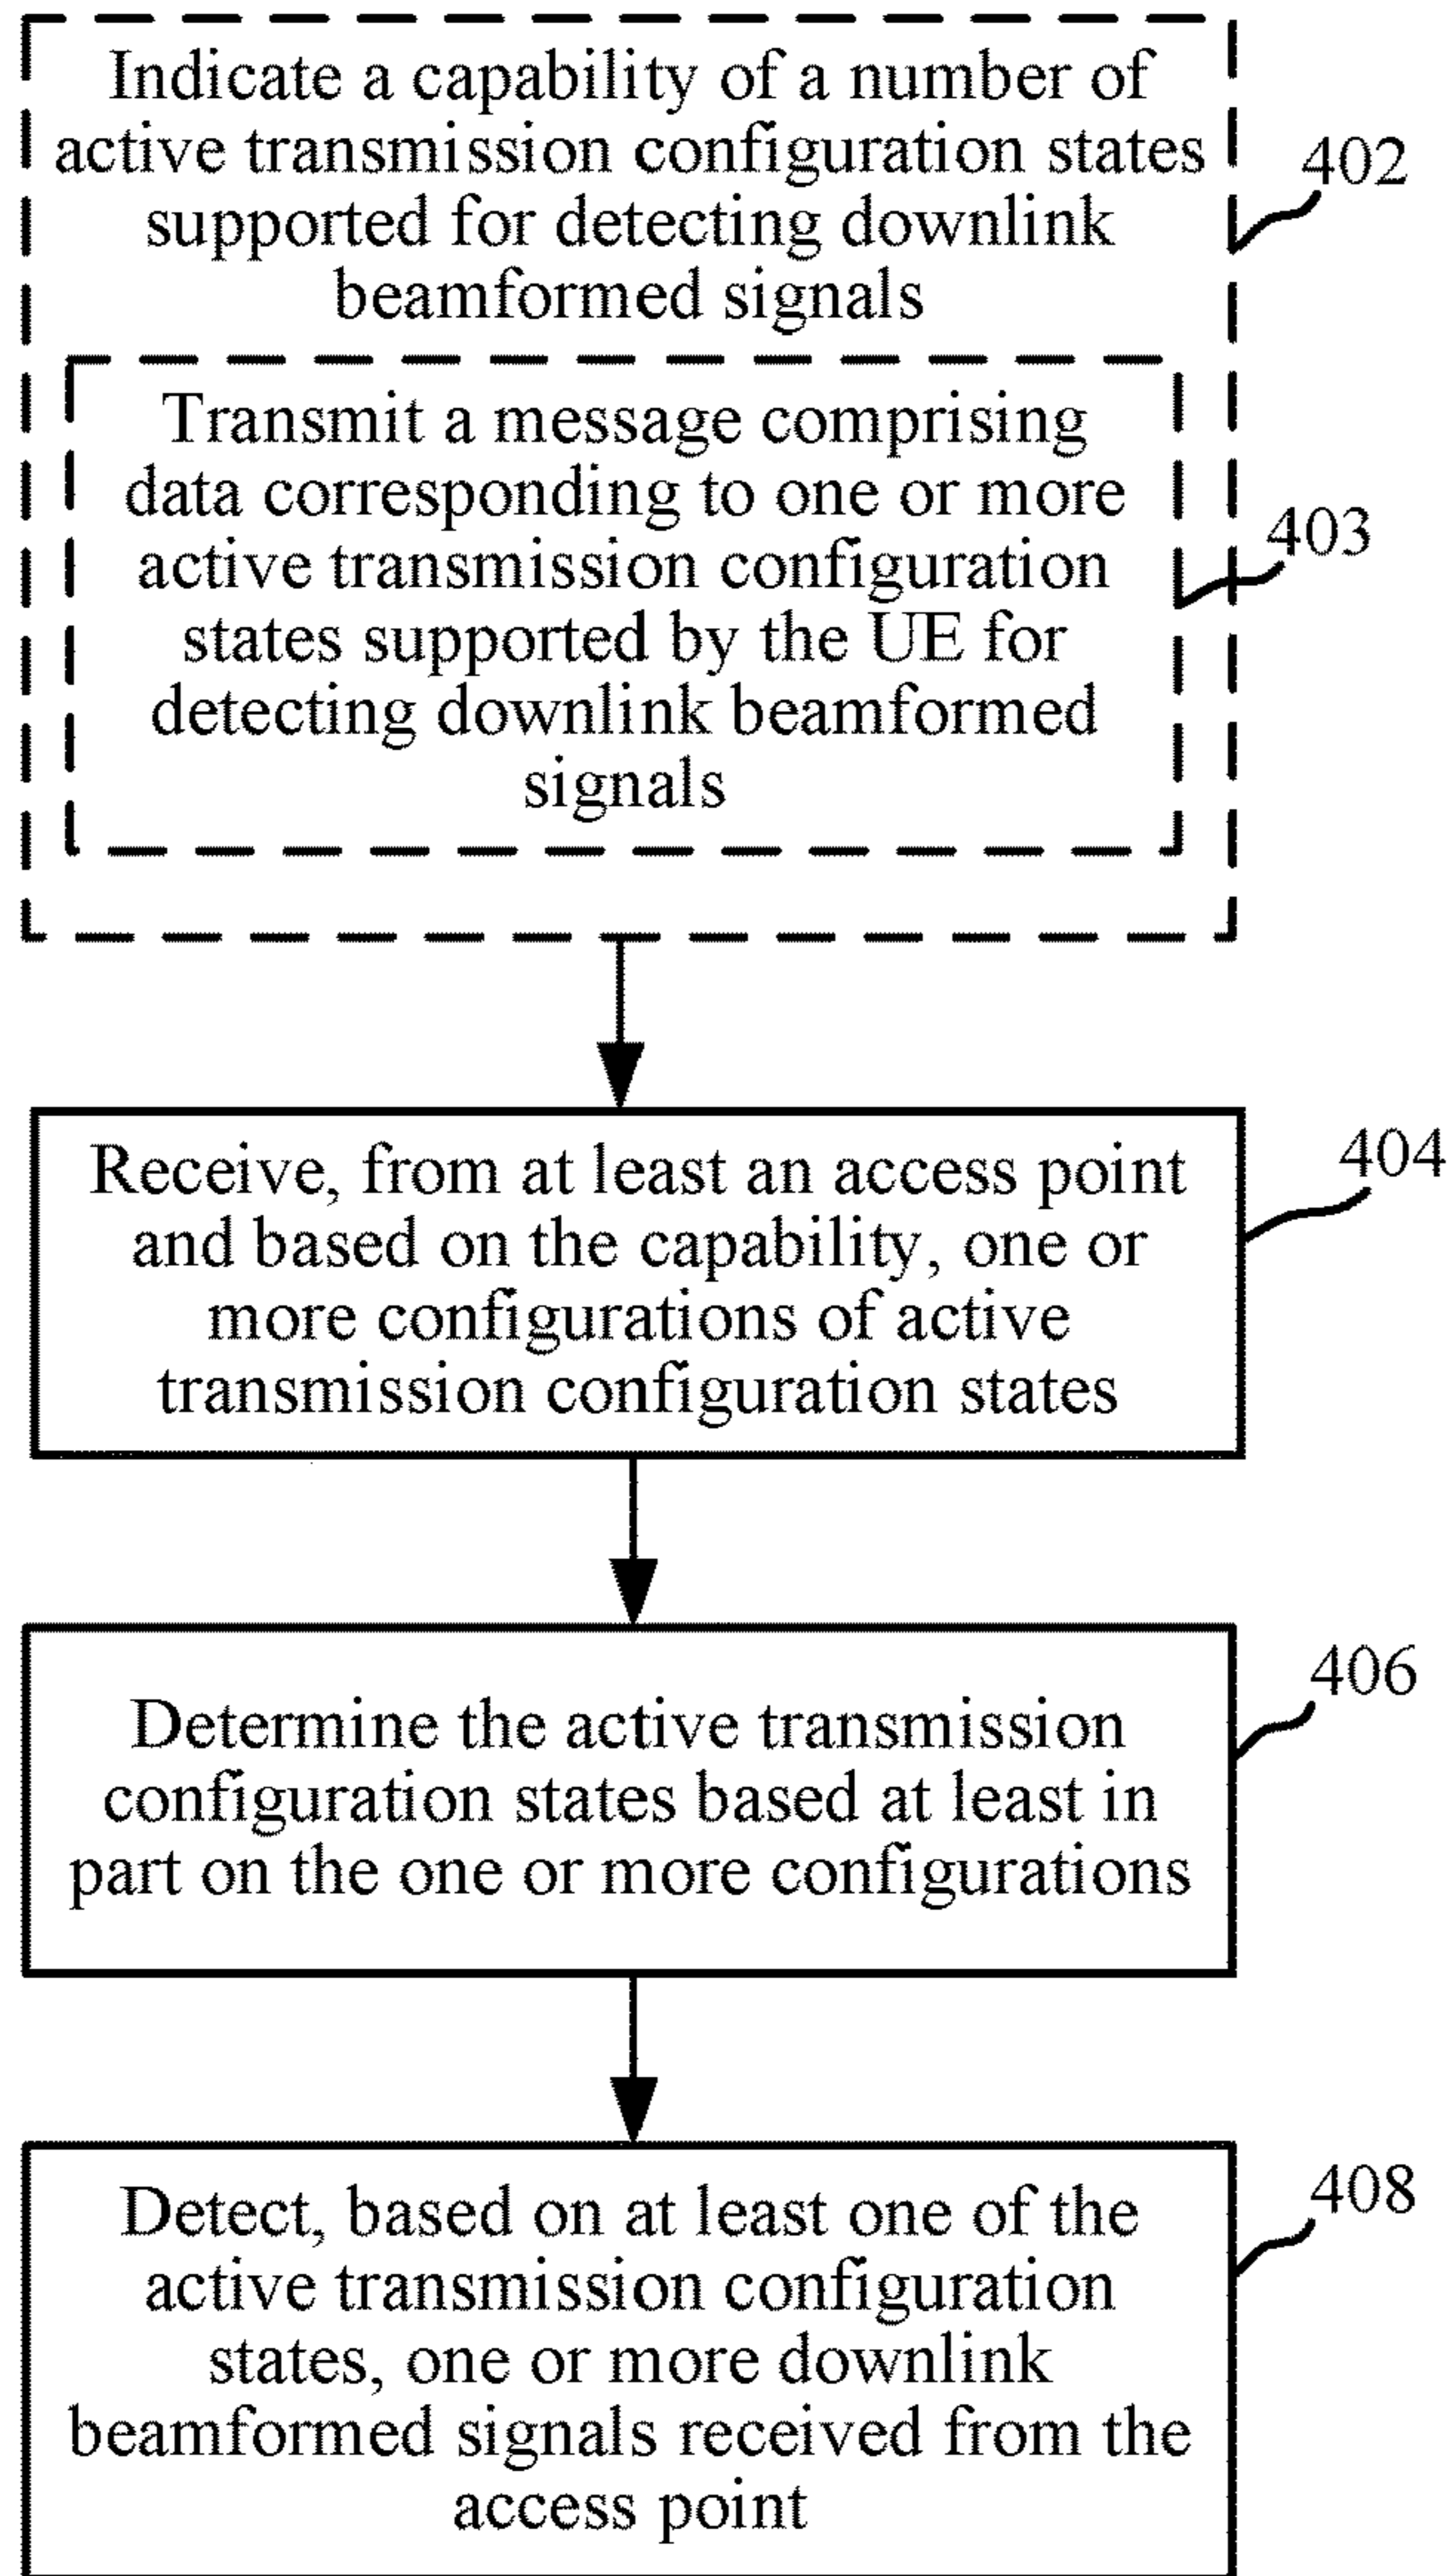 Indicate a capability of a number of
active transmission configuration states
supported for detecting downlink
beamformed signals
402
Transmit a message comprising
data corresponding to one or more
active transmission configuration
states supported by the UE for
detecting downlink beamformed
signals
403
Receive, from at least an access point
and based on the capability, one or
more configurations of active
transmission configuration states
404
Determine the active transmission
configuration states based at least in
part on the one or more configurations
406
Detect, based on at least one of the
active transmission configuration
states, one or more downlink
beamformed signals received from the
access point
408